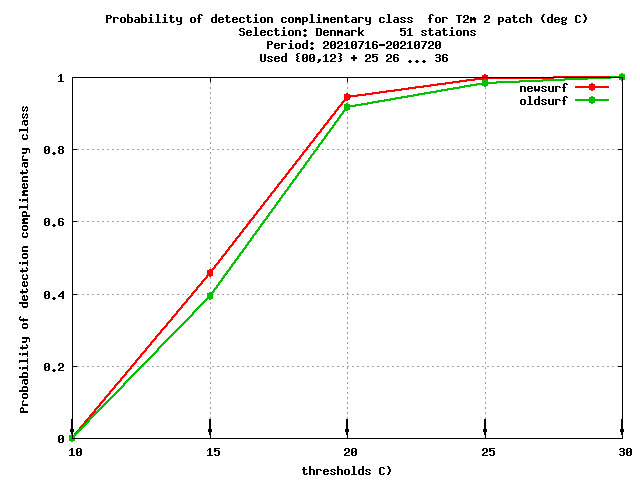 Probability of detection complimentary class  for T2m 2 patch (deg C)
Selection: Denmark     51 stations
Period: 20210716-20210720
Used {00,12} + 25 26 ... 36
newsurf
oldsurf
Probability of detection complimentary class
1
0.8
0.6
0.4
0.2
0
10 15 20 25 30
thresholds C)